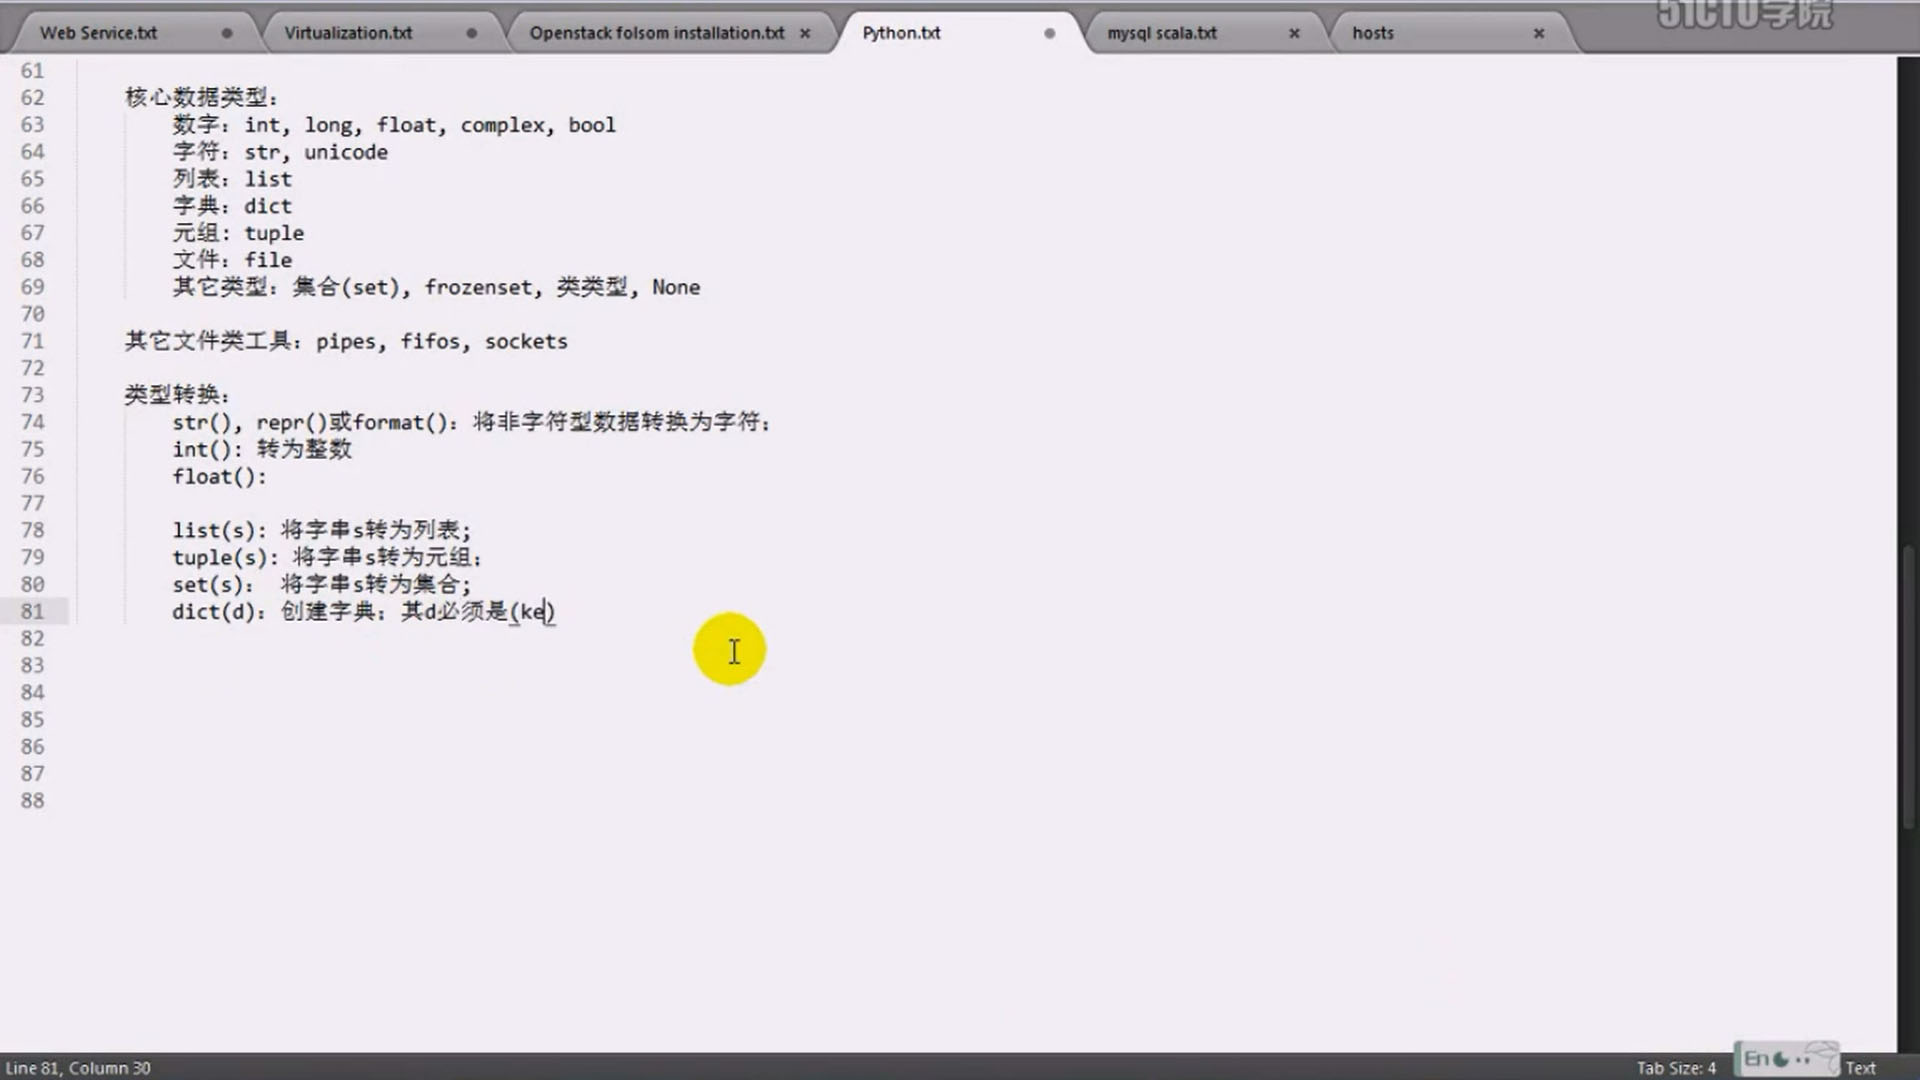 51CTO学院
Web Service.txt Virtualization.txt Openstack folsom installation.txt × Python.txt mysql scala.txt × hosts ×
61
62 核心数据类型：
63 数字：int, long, float, complex, bool
64 字符：str, unicode
65 列表：list
66 字典：dict
67 元组：tuple
68 文件：file
69 其它类型：集合(set), frozenset, 类类型, None
70
71 其它文件类工具：pipes, fifos, sockets
72
73 类型转换：
74 str(), repr()或format()：将非字符型数据转换为字符；
75 int(): 转为整数
76 float():
77
78 list(s): 将字串s转为列表;
79 tuple(s): 将字串s转为元组；
80 set(s)： 将字串s转为集合;
81 dict(d)：创建字典；其d必须是(ke)
82
83
84
85
86
87
88
Line 81, Column 30 Tab Size: 4 En Text